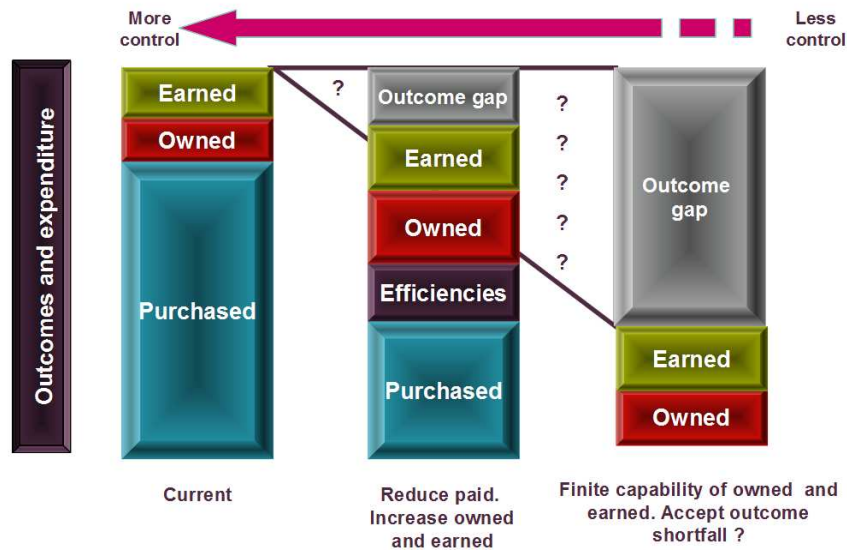 More
control
Less
control
Outcomes and expenditure
Earned
Owned
Purchased
?
Outcome gap
Earned
Owned
Efficiencies
Purchased
?
?
?
?
?
Outcome
gap
Earned
Owned
Current
Reduce paid.
Increase owned
and earned
Finite capability of owned and
earned. Accept outcome
shortfall ?